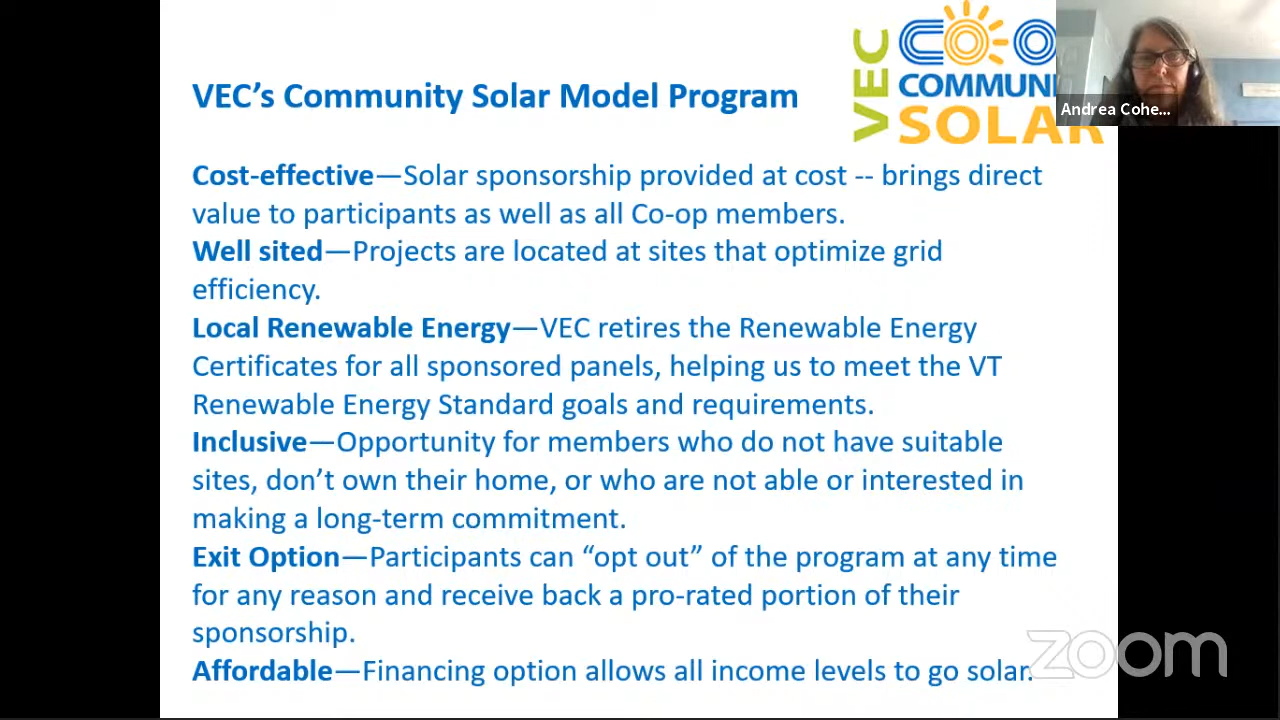 VEC CO
COMMUNI
SOLAR
Andrea Cohe...
VEC's Community Solar Model Program
Cost-effective—Solar sponsorship provided at cost -- brings direct
value to participants as well as all Co-op members.
Well sited—Projects are located at sites that optimize grid
efficiency.
Local Renewable Energy—VEC retires the Renewable Energy
Certificates for all sponsored panels, helping us to meet the VT
Renewable Energy Standard goals and requirements.
Inclusive—Opportunity for members who do not have suitable
sites, don't own their home, or who are not able or interested in
making a long-term commitment.
Exit Option—Participants can “opt out” of the program at any time
for any reason and receive back a pro-rated portion of their
sponsorship.
Affordable—Financing option allows all income levels to go solar.
zoom